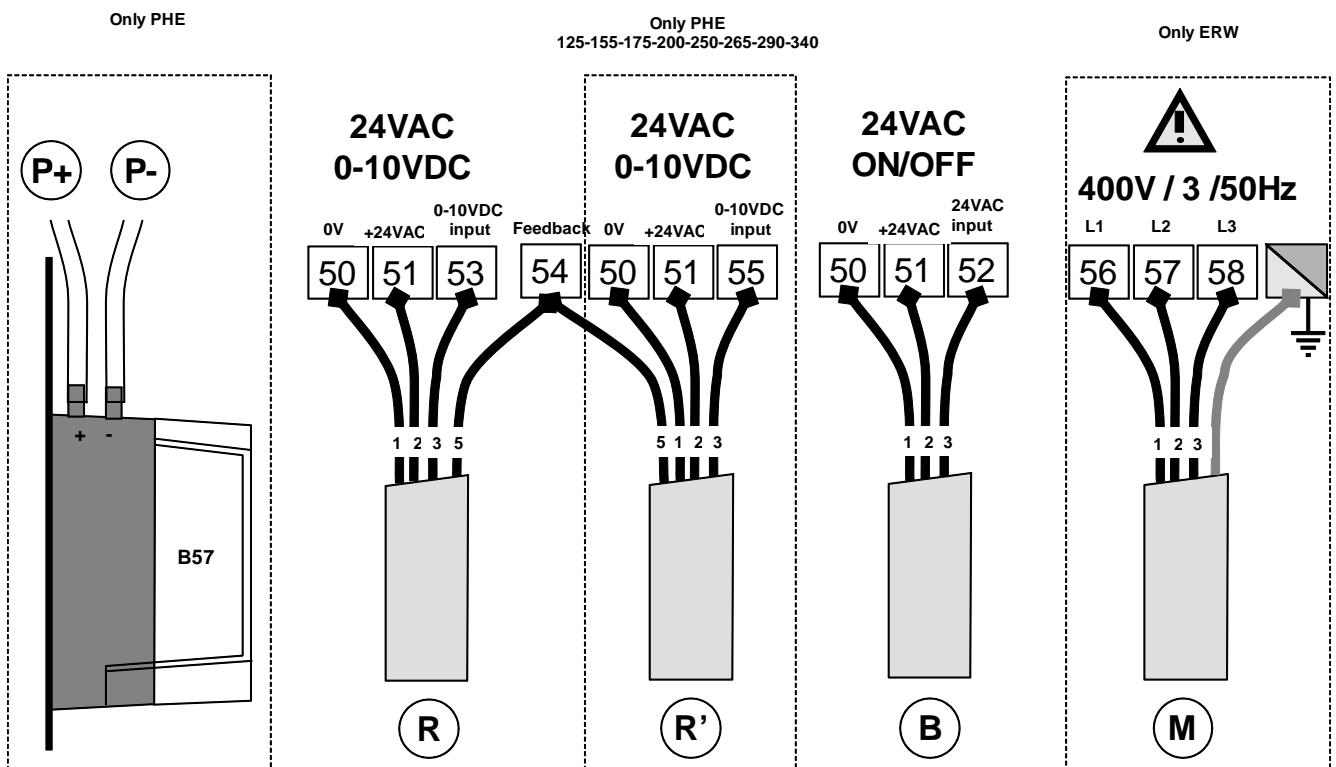 Only PHE
Only PHE
125-155-175-200-250-265-290-340
Only ERW
P+ P-
+ -
B57
24VAC
0-10VDC
0V +24VAC 0-10VDC
input Feedback
50 51 53 54
1 2 3 5
R
24VAC
0-10VDC
0V +24VAC 0-10VDC
input
50 51 55
5 1 2 3
R’
24VAC
ON/OFF
0V +24VAC 24VAC
input
50 51 52
1 2 3
B
!
400V / 3 /50Hz
L1 L2 L3
56 57 58
1 2 3
M